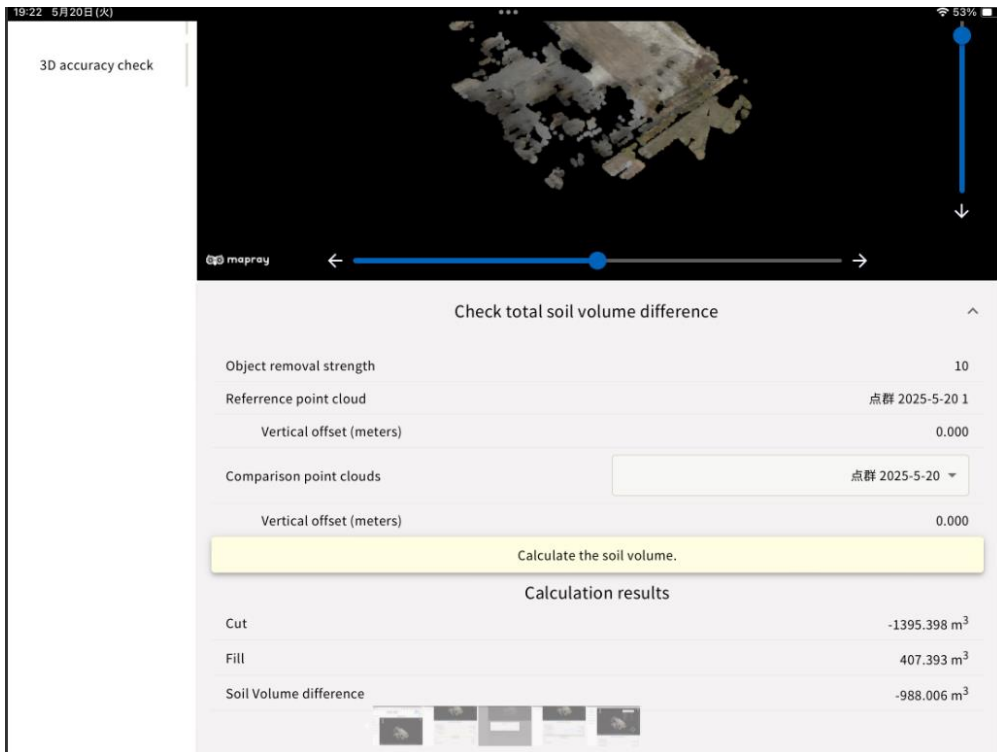 19:22 5月20日(火)
53%
3D accuracy check
mapray
Check total soil volume difference
Object removal strength 10
Referrence point cloud 点群 2025-5-20 1
Vertical offset (meters) 0.000
Comparison point clouds 点群 2025-5-20
Vertical offset (meters) 0.000
Calculate the soil volume.
Calculation results
Cut -1395.398 m³
Fill 407.393 m³
Soil Volume difference -988.006 m³